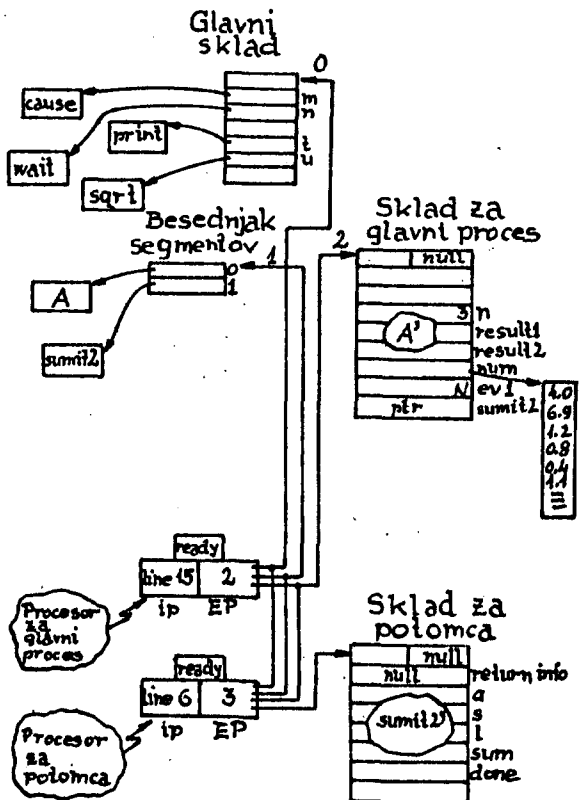 Glavni
sklad
0
cause
m
n
print
t
u
wait
sqrt
Besednjak
segmentov
1
0
1
A
sumit2
Sklad za
glavni proces
2
null
3 n
A'
result1
result2
num
N ev1
ptr sumit2
1.0
6.9
1.2
0.8
0.4
1.1
ready
line 15 2
ip EP
Procesor
za
glavni
proces
ready
line 6 3
ip EP
Procesor
za
potomca
Sklad za
potomca
null
null return info
a
sumit2'
s
l
sum
done